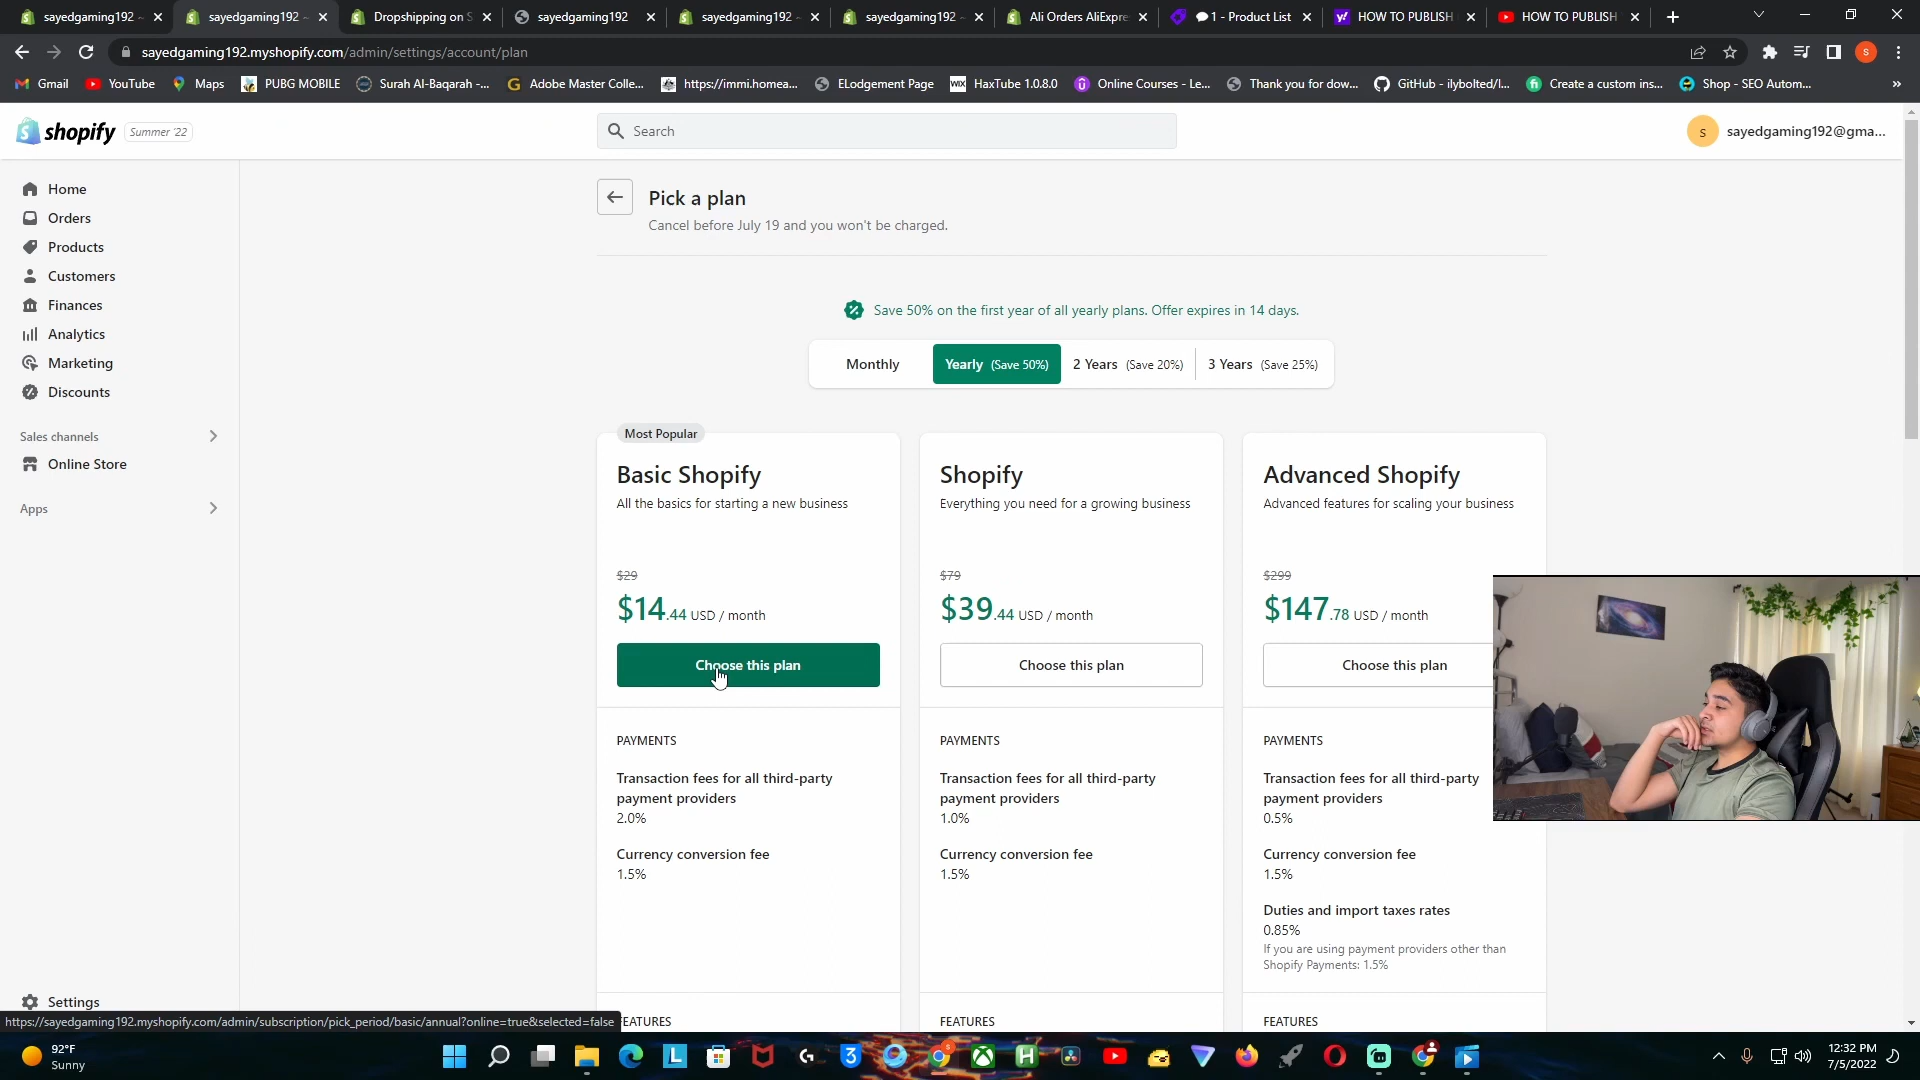 sayedgaming192 -
sayedgaming192 -
Dropshipping on S
sayedgaming192
sayedgaming192 -
sayedgaming192 -
Ali Orders AliExpre
1 - Product List
HOW TO PUBLISH
HOW TO PUBLISH
sayedgaming192.myshopify.com/admin/settings/account/plan
S
Gmail
YouTube
Maps
PUBG MOBILE
Surah Al-Baqarah -...
Adobe Master Colle...
https://immi.homea...
ELodgement Page
WIX
HaxTube 1.0.8.0
Online Courses - Le...
Thank you for dow...
GitHub - ilybolted/l...
Create a custom ins...
Shop - SEO Autom...
shopify
Summer '22
Search
s
sayedgaming192@gma...
Home
Orders
Products
Customers
Finances
Analytics
Marketing
Discounts
Sales channels
Online Store
Apps
Settings
Pick a plan
Cancel before July 19 and you won't be charged.
Save 50% on the first year of all yearly plans. Offer expires in 14 days.
Monthly
Yearly (Save 50%)
2 Years (Save 20%)
3 Years (Save 25%)
Most Popular
Basic Shopify
All the basics for starting a new business
$29
$14.44 USD / month
Choose this plan
PAYMENTS
Transaction fees for all third-party
payment providers
2.0%
Currency conversion fee
1.5%
FEATURES
Shopify
Everything you need for a growing business
$79
$39.44 USD / month
Choose this plan
PAYMENTS
Transaction fees for all third-party
payment providers
1.0%
Currency conversion fee
1.5%
FEATURES
Advanced Shopify
Advanced features for scaling your business
$299
$147.78 USD / month
Choose this plan
PAYMENTS
Transaction fees for all third-party
payment providers
0.5%
Currency conversion fee
1.5%
Duties and import taxes rates
0.85%
If you are using payment providers other than
Shopify Payments: 1.5%
FEATURES
https://sayedgaming192.myshopify.com/admin/subscription/pick_period/basic/annual?online=true&selected=false
92°F
Sunny
12:32 PM
7/5/2022